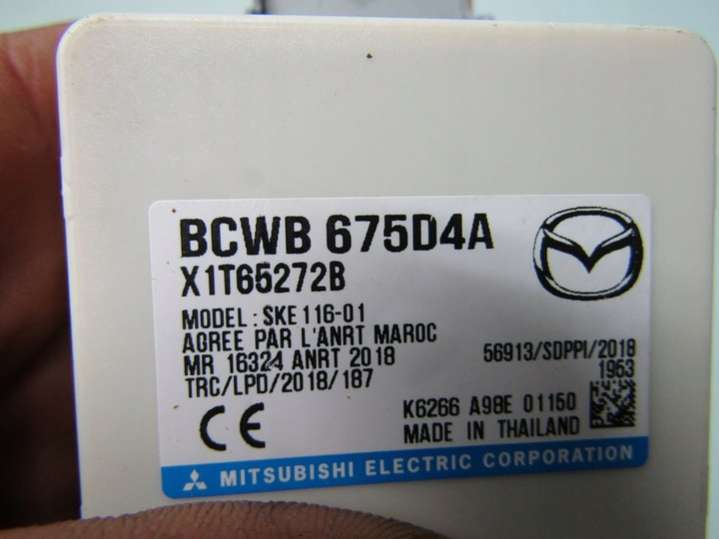 BCWB 675D4A
X1T65272B
MODEL : SKE116-01
AGREE PAR L'ANRT MAROC
MR 16324 ANRT 2018
56913/SDPPI/2018
TRC/LPD/2018/187
1953
K6266 A98E 01150
MADE IN THAILAND
CE
MITSUBISHI ELECTRIC CORPORATION